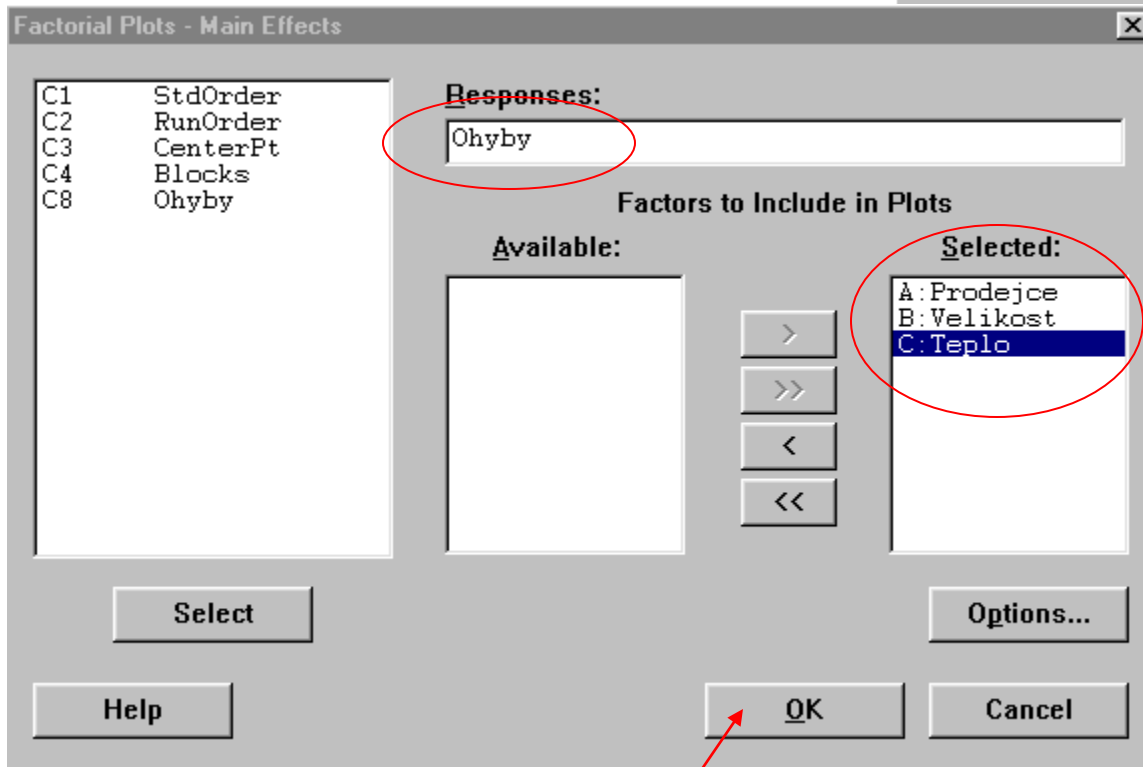 Factorial Plots - Main Effects
C1 StdOrder
C2 RunOrder
C3 CenterPt
C4 Blocks
C8 Ohyby
Responses:
Ohyby
Factors to Include in Plots
Available:
Selected:
A:Prodejce
B:Velikost
C:Teplo
>
>>
<
<<
Select
Options...
Help
OK
Cancel